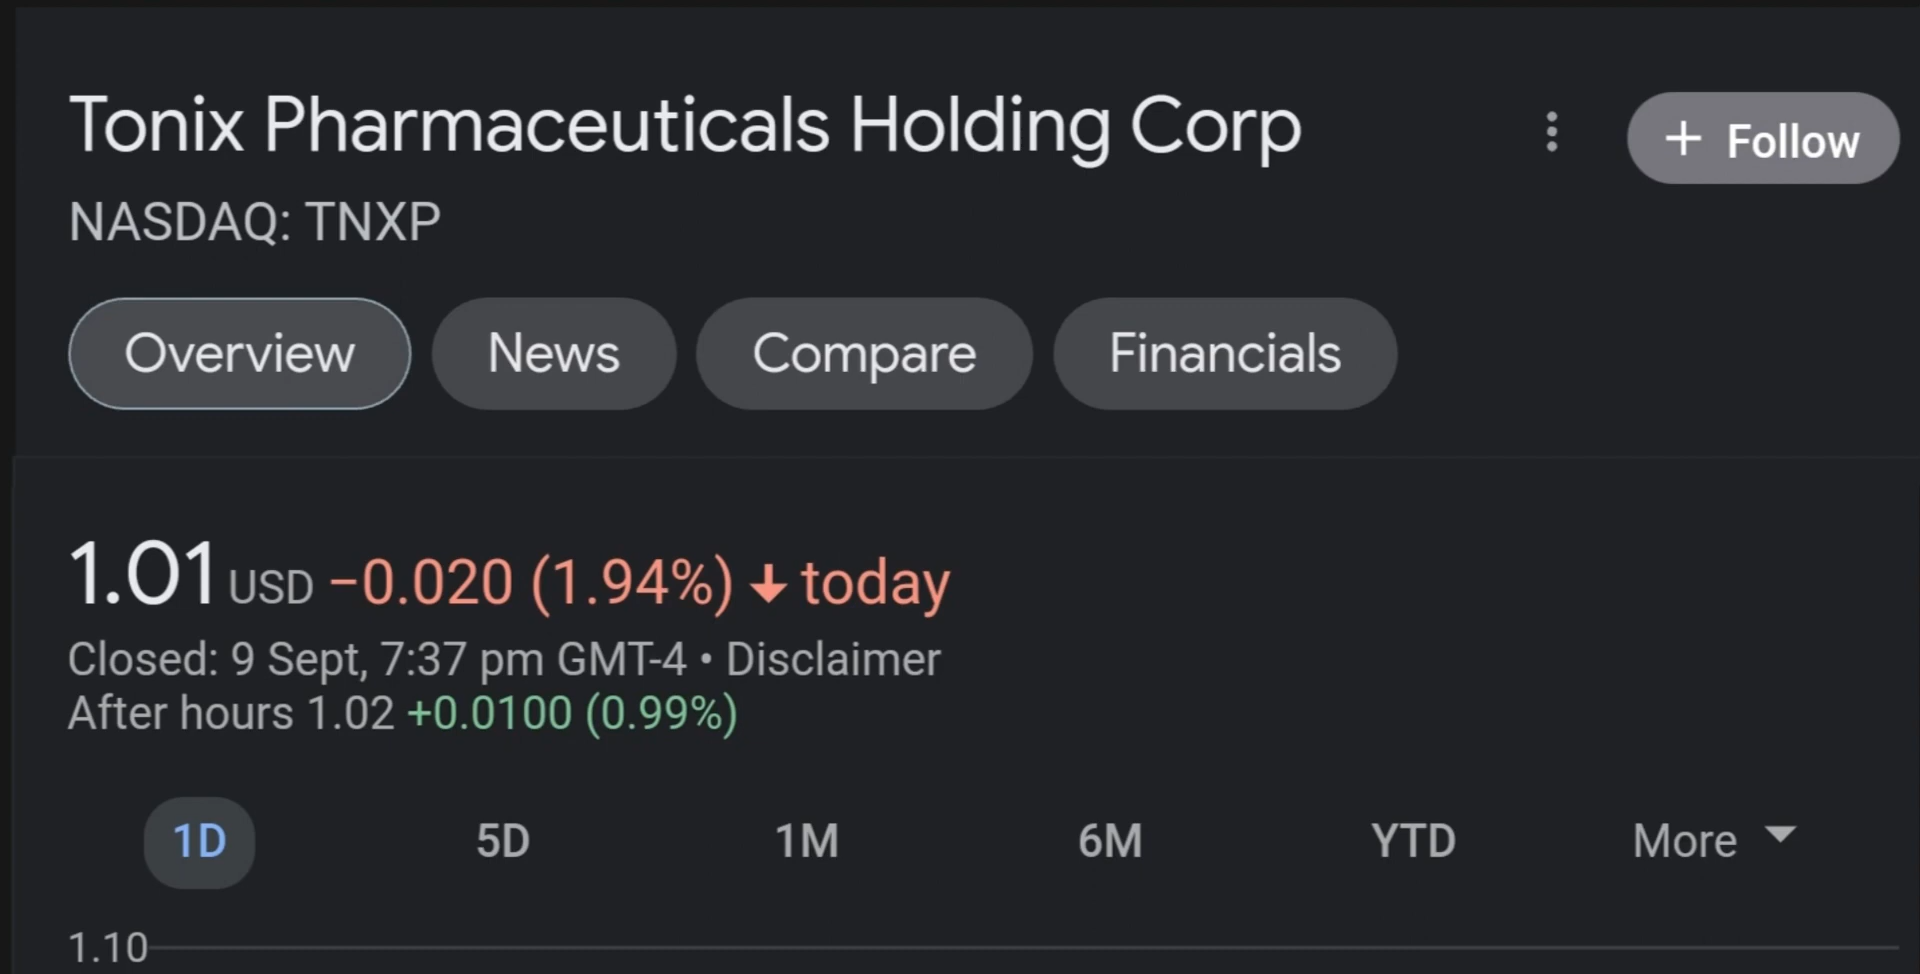 Tonix Pharmaceuticals Holding Corp
+ Follow
NASDAQ: TNXP
Overview News Compare Financials
1.01 USD −0.020 (1.94%) ↓ today
Closed: 9 Sept, 7:37 pm GMT-4 • Disclaimer
After hours 1.02 +0.0100 (0.99%)
1D 5D 1M 6M YTD More
1.10